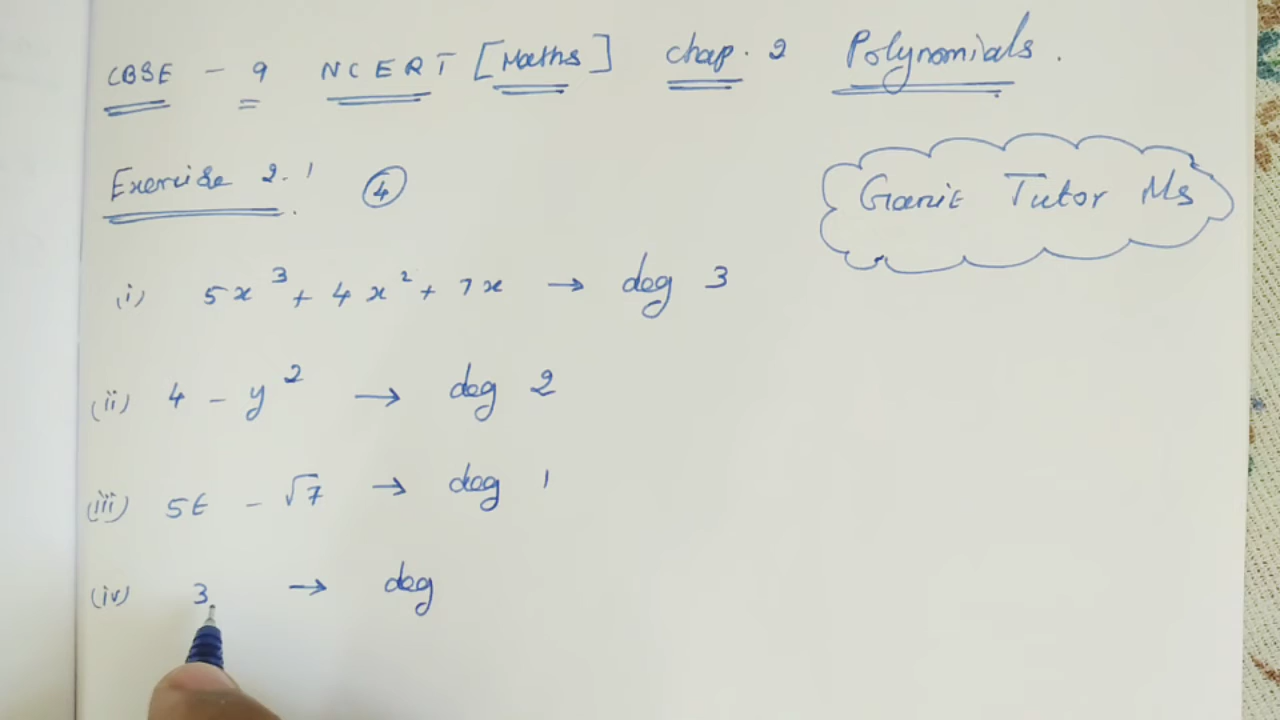 CBSE - 9 NCERT [Maths] chap. 2 Polynomials.
Exercise 2.1 4
Ganit Tutor Ms
(i) 5x³ + 4x² + 7x → deg 3
(ii) 4 - y² → deg 2
(iii) 5t - √7 → deg 1
(iv) 3 → deg